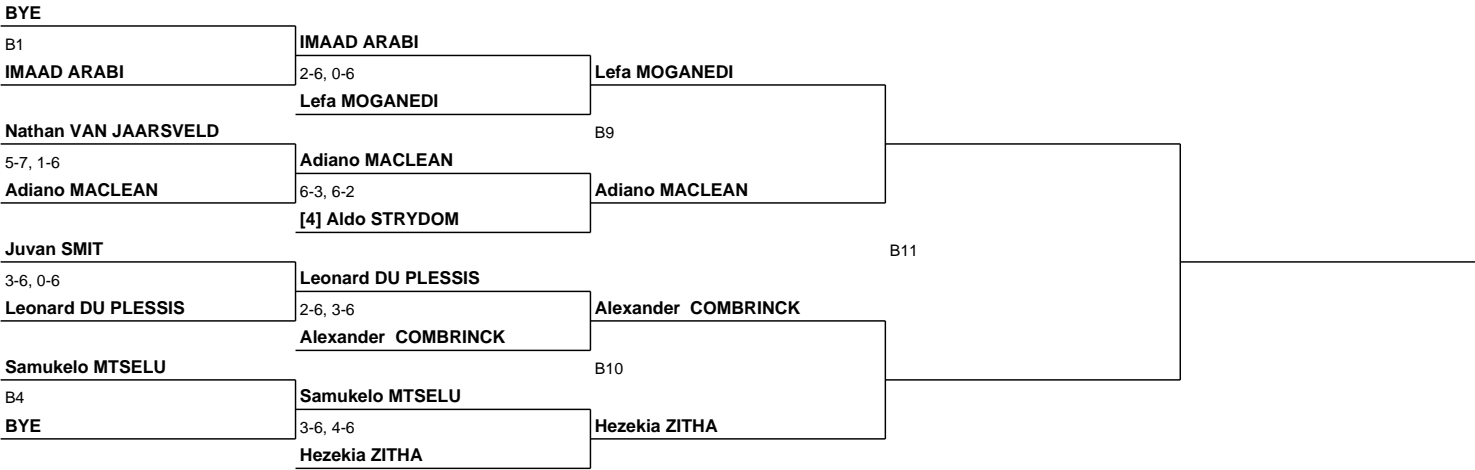 BYE
B1
IMAAD ARABI
IMAAD ARABI
2-6, 0-6
Lefa MOGANEDI
Lefa MOGANEDI
Nathan VAN JAARSVELD
B9
5-7, 1-6
Adiano MACLEAN
Adiano MACLEAN
6-3, 6-2
Adiano MACLEAN
[4] Aldo STRYDOM
Juvan SMIT
B11
3-6, 0-6
Leonard DU PLESSIS
Leonard DU PLESSIS
2-6, 3-6
Alexander COMBRINCK
Alexander COMBRINCK
Samukelo MTSELU
B10
B4
Samukelo MTSELU
BYE
3-6, 4-6
Hezekia ZITHA
Hezekia ZITHA